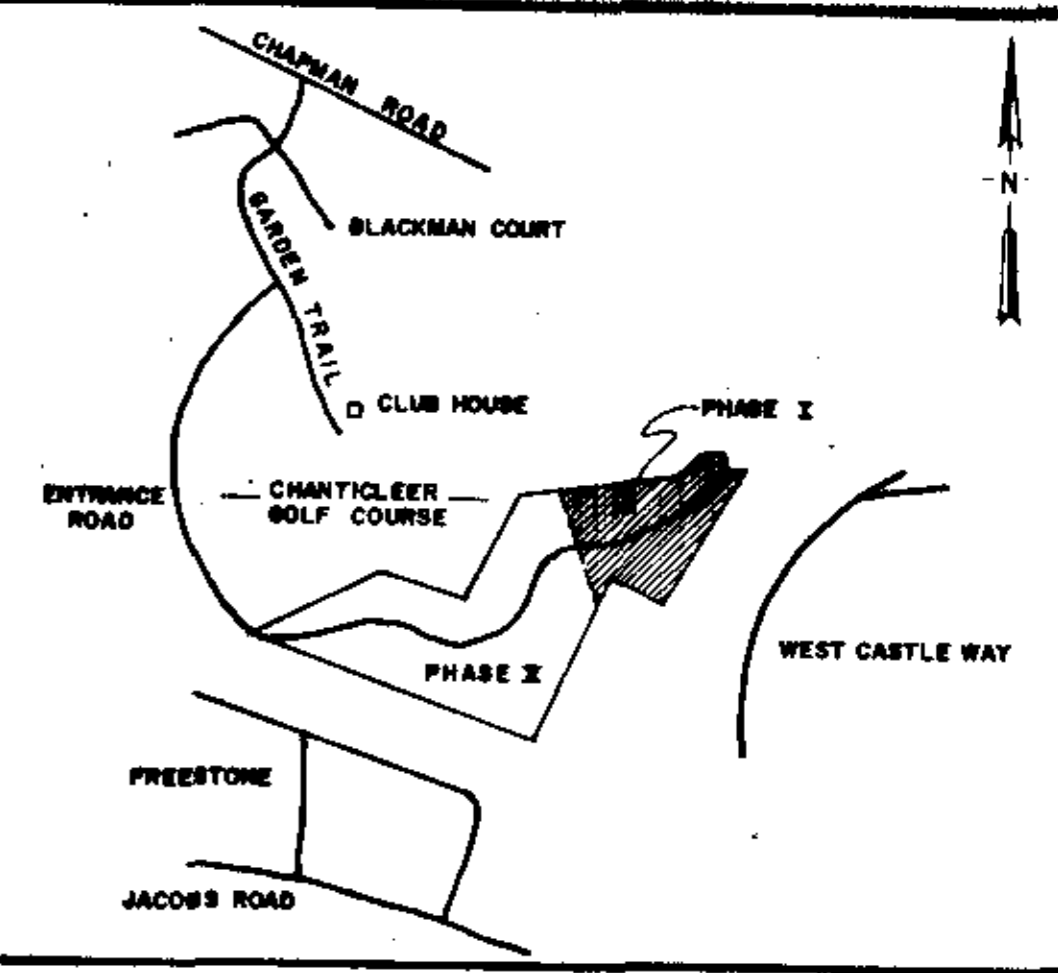 CHAPMAN ROAD
N
GARDEN TRAIL
BLACKMAN COURT
CLUB HOUSE
PHASE I
ENTRANCE
ROAD
CHANTICLEER
GOLF COURSE
WEST CASTLE WAY
PHASE II
FREESTONE
JACOBS ROAD